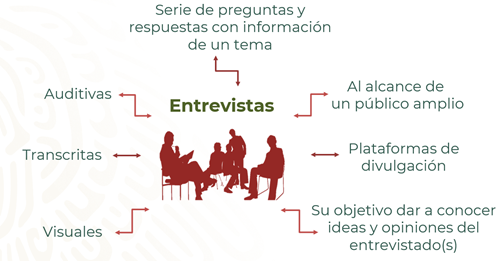 Serie de preguntas y
respuestas con información
de un tema
Auditivas
Entrevistas
Al alcance de
un público amplio
Transcritas
Plataformas de
divulgación
Visuales
Su objetivo dar a conocer
ideas y opiniones del
entrevistado(s)